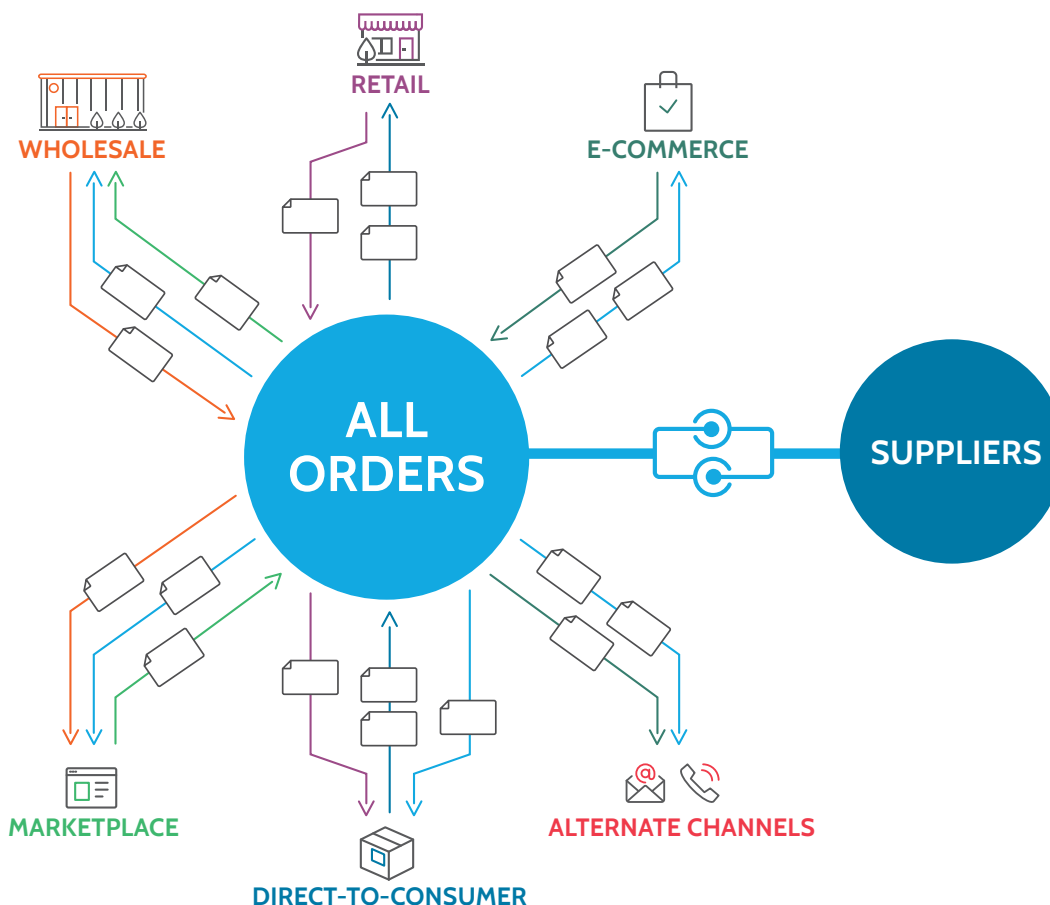 RETAIL
WHOLESALE
E-COMMERCE
ALL
ORDERS
SUPPLIERS
MARKETPLACE
ALTERNATE CHANNELS
DIRECT-TO-CONSUMER